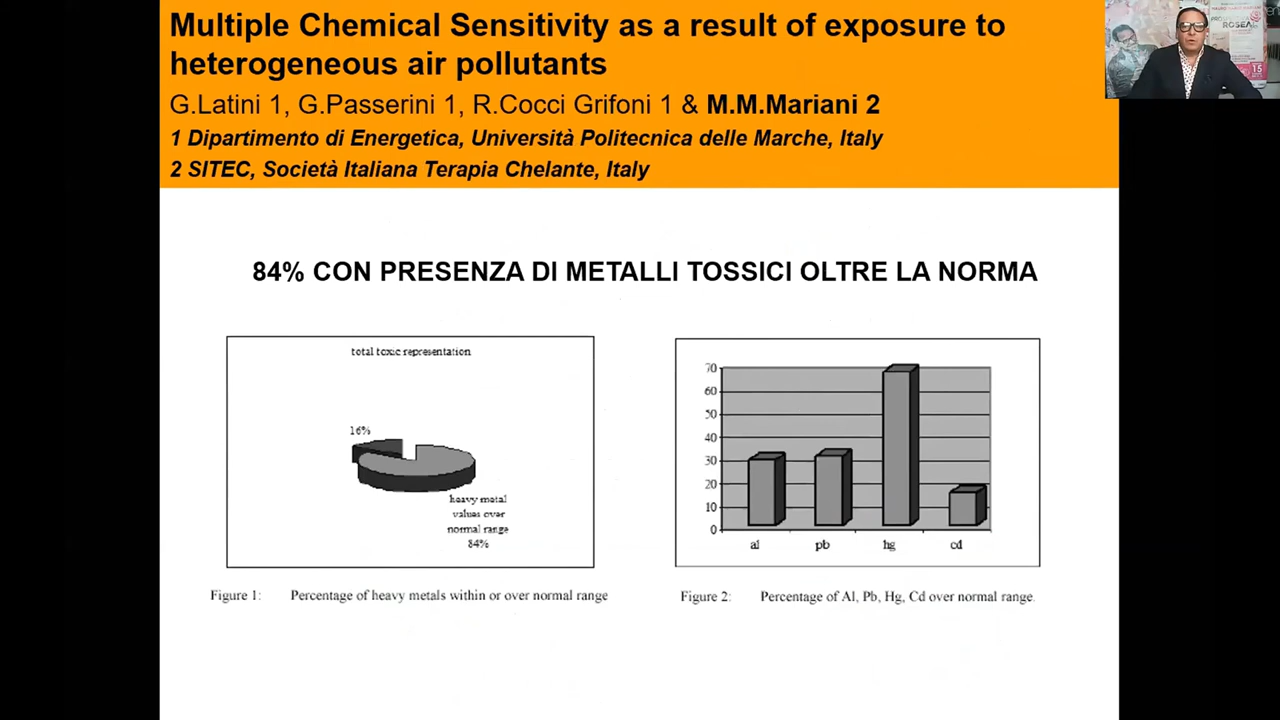 Multiple Chemical Sensitivity as a result of exposure to
heterogeneous air pollutants
G.Latini 1, G.Passerini 1, R.Cocci Grifoni 1 & M.M.Mariani 2
1 Dipartimento di Energetica, Università Politecnica delle Marche, Italy
2 SITEC, Società Italiana Terapia Chelante, Italy
84% CON PRESENZA DI METALLI TOSSICI OLTRE LA NORMA
total toxic representation
16%
heavy metal
values over
normal range
84%
70
60
50
40
30
20
10
0
al pb hg cd
Figure 1: Percentage of heavy metals within or over normal range
Figure 2: Percentage of Al, Pb, Hg, Cd over normal range.
ROSEAL
15